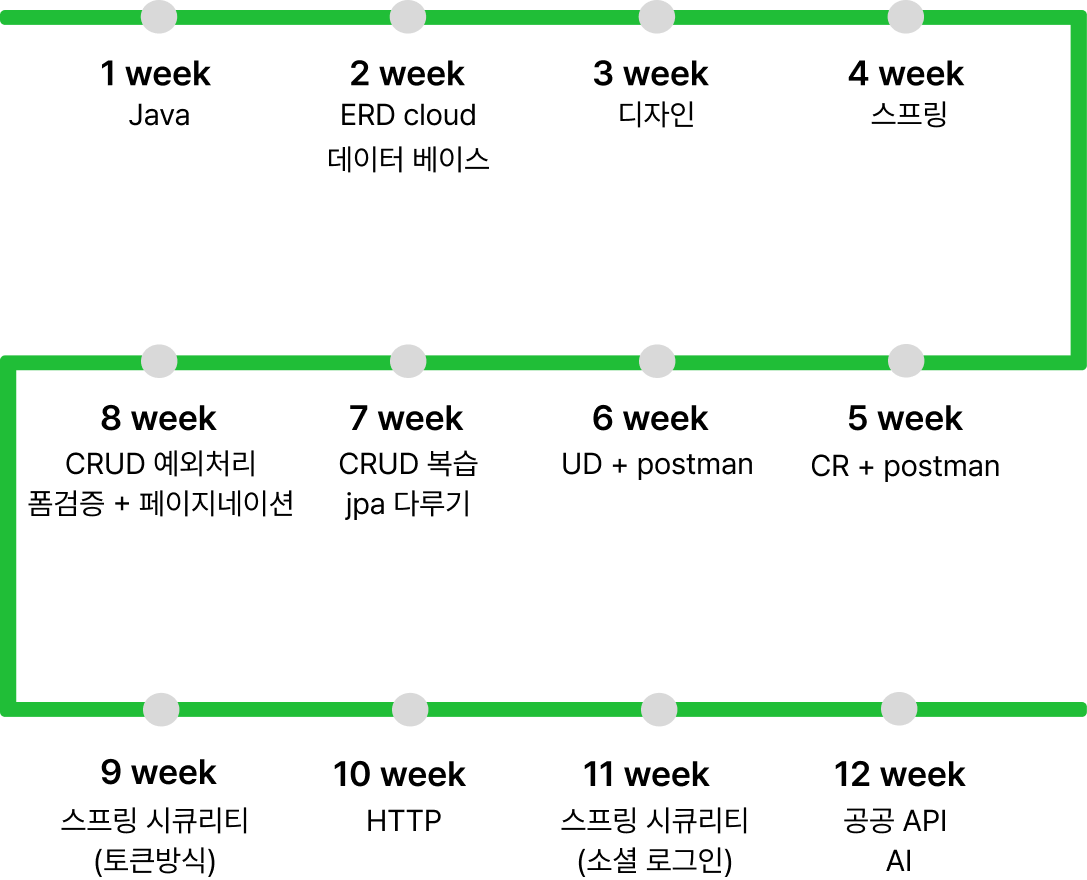 1 week
Java
2 week
ERD cloud
데이터 베이스
3 week
디자인
4 week
스프링
8 week
CRUD 예외처리
폼검증 + 페이지네이션
7 week
CRUD 복습
jpa 다루기
6 week
UD + postman
5 week
CR + postman
9 week
스프링 시큐리티
(토큰방식)
10 week
HTTP
11 week
스프링 시큐리티
(소셜 로그인)
12 week
공공 API
AI